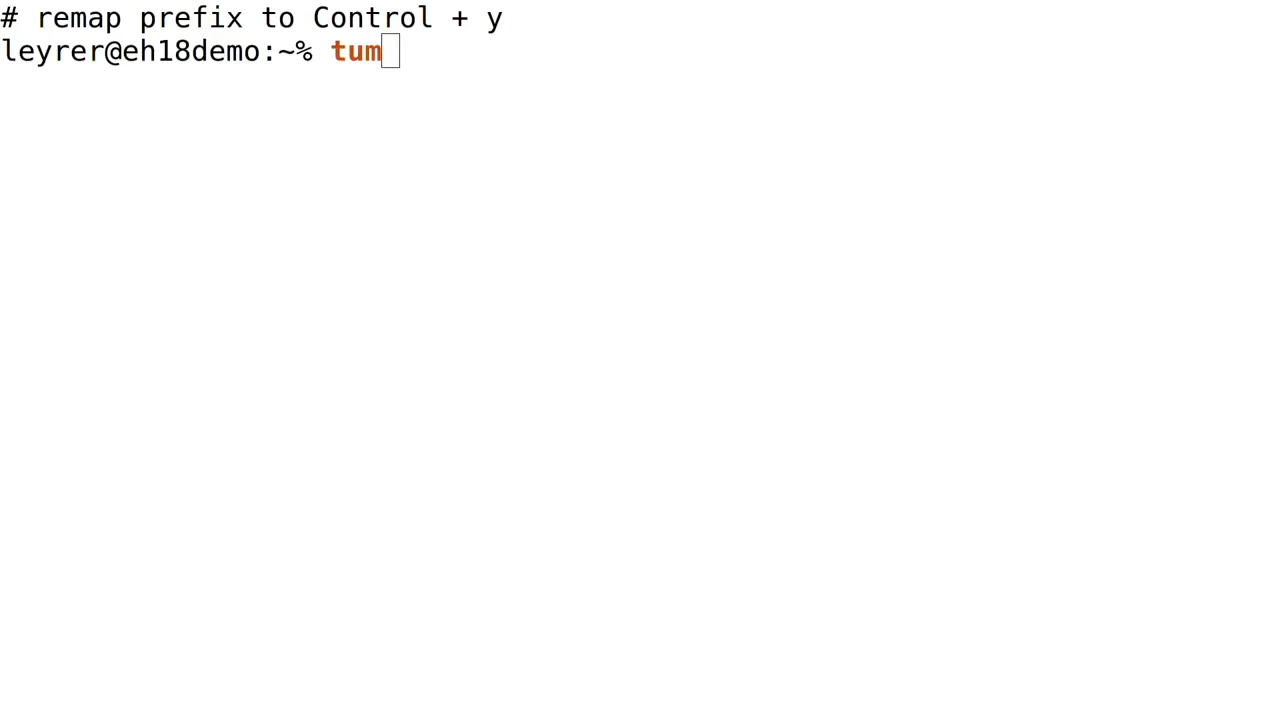 # remap prefix to Control + y
leyrer@eh18demo:~% tum